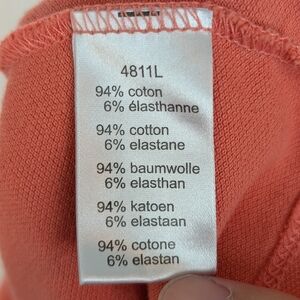 4811L
94% coton
6% élasthanne
94% cotton
6% elastane
94% baumwolle
6% elasthan
94% katoen
6% elastaan
94% cotone
6% elastan